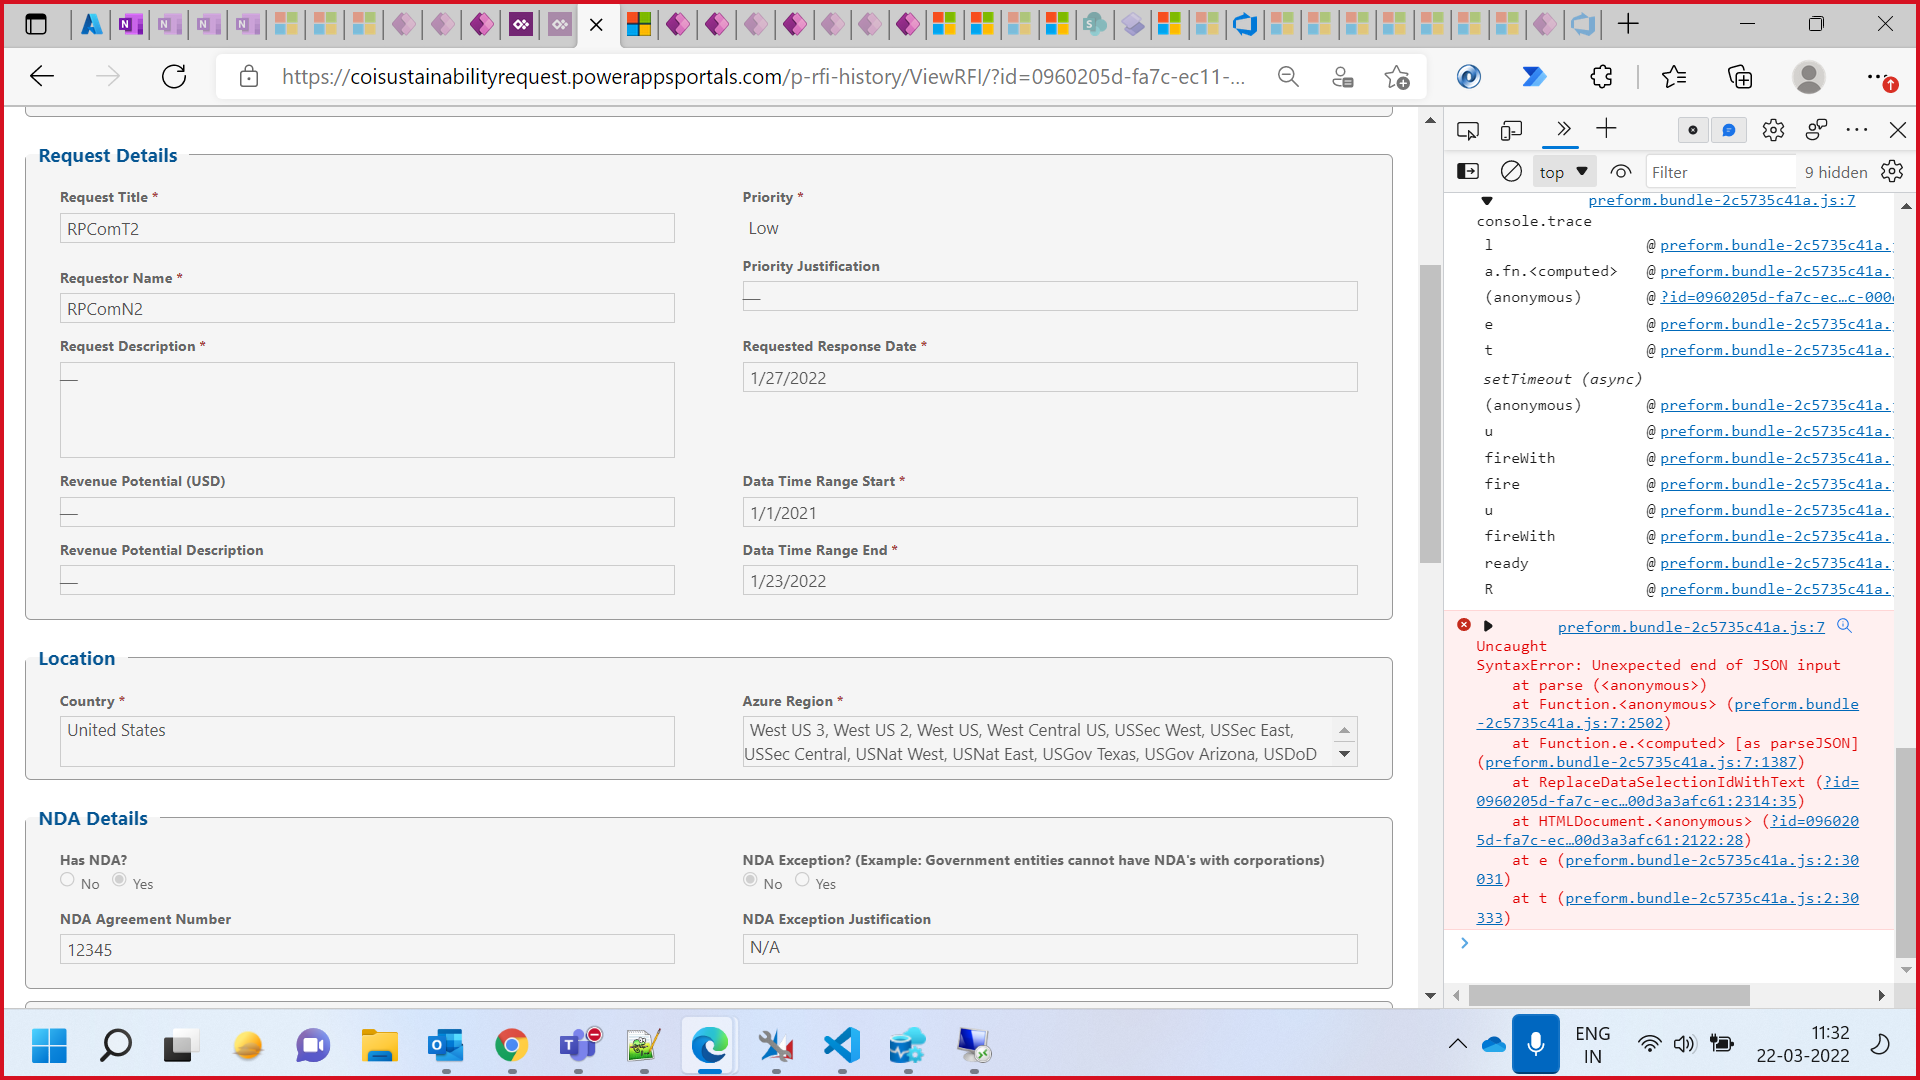 https://coisustainabilityrequest.powerappsportals.com/p-rfi-history/ViewRFI/?id=0960205d-fa7c-ec11-...
Request Details
Request Title *
RPComT2
Priority *
Low
Requestor Name *
RPComN2
Priority Justification
—
Request Description *
—
Requested Response Date *
1/27/2022
Revenue Potential (USD)
—
Data Time Range Start *
1/1/2021
Revenue Potential Description
—
Data Time Range End *
1/23/2022
Location
Country *
United States
Azure Region *
West US 3, West US 2, West US, West Central US, USSec West, USSec East,
USSec Central, USNat West, USNat East, USGov Texas, USGov Arizona, USDoD
NDA Details
Has NDA?
No Yes
NDA Exception? (Example: Government entities cannot have NDA's with corporations)
No Yes
NDA Agreement Number
12345
NDA Exception Justification
N/A
top
Filter
9 hidden
preform.bundle-2c5735c41a.js:7
console.trace
l @ preform.bundle-2c5735c41a.j
a.fn.<computed> @ preform.bundle-2c5735c41a.j
(anonymous) @ ?id=0960205d-fa7c-ec…c-000
e @ preform.bundle-2c5735c41a.j
t @ preform.bundle-2c5735c41a.j
setTimeout (async)
(anonymous) @ preform.bundle-2c5735c41a.j
u @ preform.bundle-2c5735c41a.j
fireWith @ preform.bundle-2c5735c41a.j
fire @ preform.bundle-2c5735c41a.j
u @ preform.bundle-2c5735c41a.j
fireWith @ preform.bundle-2c5735c41a.j
ready @ preform.bundle-2c5735c41a.j
R @ preform.bundle-2c5735c41a.j
preform.bundle-2c5735c41a.js:7
Uncaught
SyntaxError: Unexpected end of JSON input
at parse (<anonymous>)
at Function.<anonymous> (preform.bundle
-2c5735c41a.js:7:2502)
at Function.e.<computed> [as parseJSON]
(preform.bundle-2c5735c41a.js:7:1387)
at ReplaceDataSelectionIdWithText (?id=
0960205d-fa7c-ec…00d3a3afc61:2314:35)
at HTMLDocument.<anonymous> (?id=096020
5d-fa7c-ec…00d3a3afc61:2122:28)
at e (preform.bundle-2c5735c41a.js:2:30
031)
at t (preform.bundle-2c5735c41a.js:2:30
333)
ENG
IN
11:32
22-03-2022